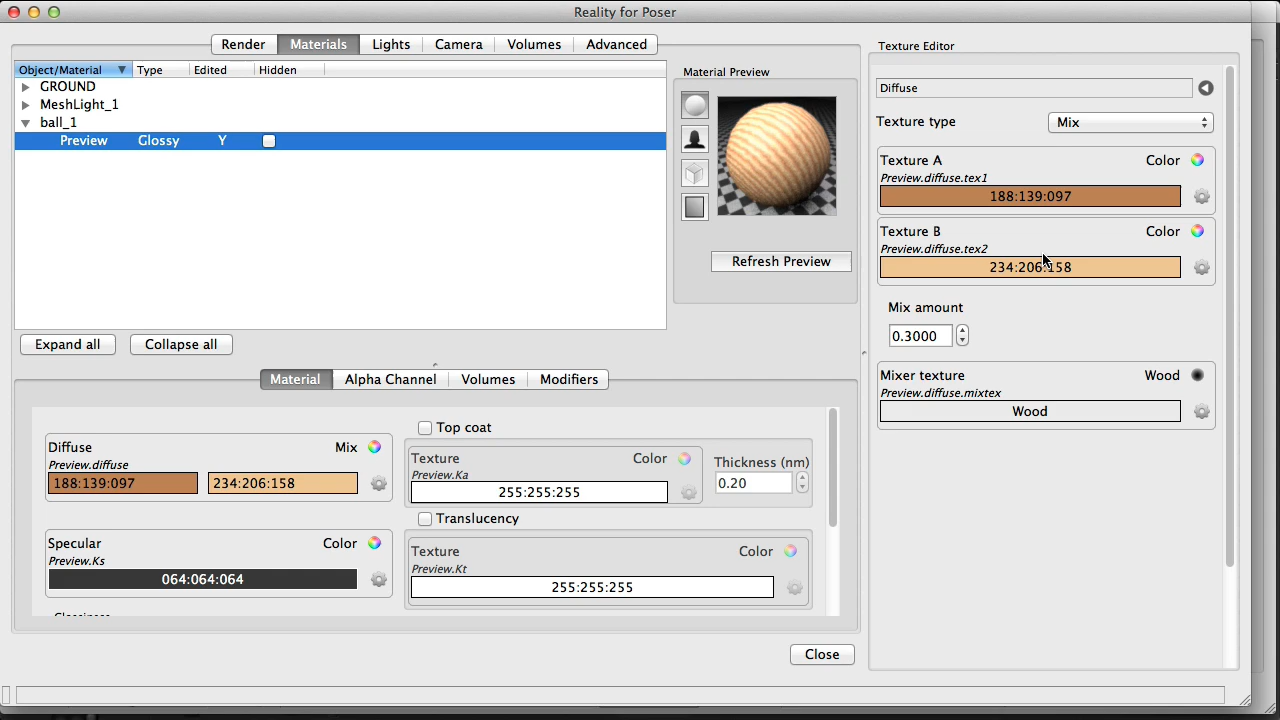 Reality for Poser
Render Materials Lights Camera Volumes Advanced
Object/Material Type Edited Hidden
GROUND
MeshLight_1
ball_1
Preview Glossy Y
Expand all Collapse all
Material Preview
Refresh Preview
Material Alpha Channel Volumes Modifiers
Diffuse Mix
Preview.diffuse
188:139:097 234:206:158
Specular Color
Preview.Ks
064:064:064
Glossiness
Top coat
Texture Color
Preview.Ka
255:255:255
Thickness (nm)
0.20
Translucency
Texture Color
Preview.Kt
255:255:255
Close
Texture Editor
Diffuse
Texture type Mix
Texture A Color
Preview.diffuse.tex1
188:139:097
Texture B Color
Preview.diffuse.tex2
234:206:158
Mix amount
0.3000
Mixer texture Wood
Preview.diffuse.mixtex
Wood